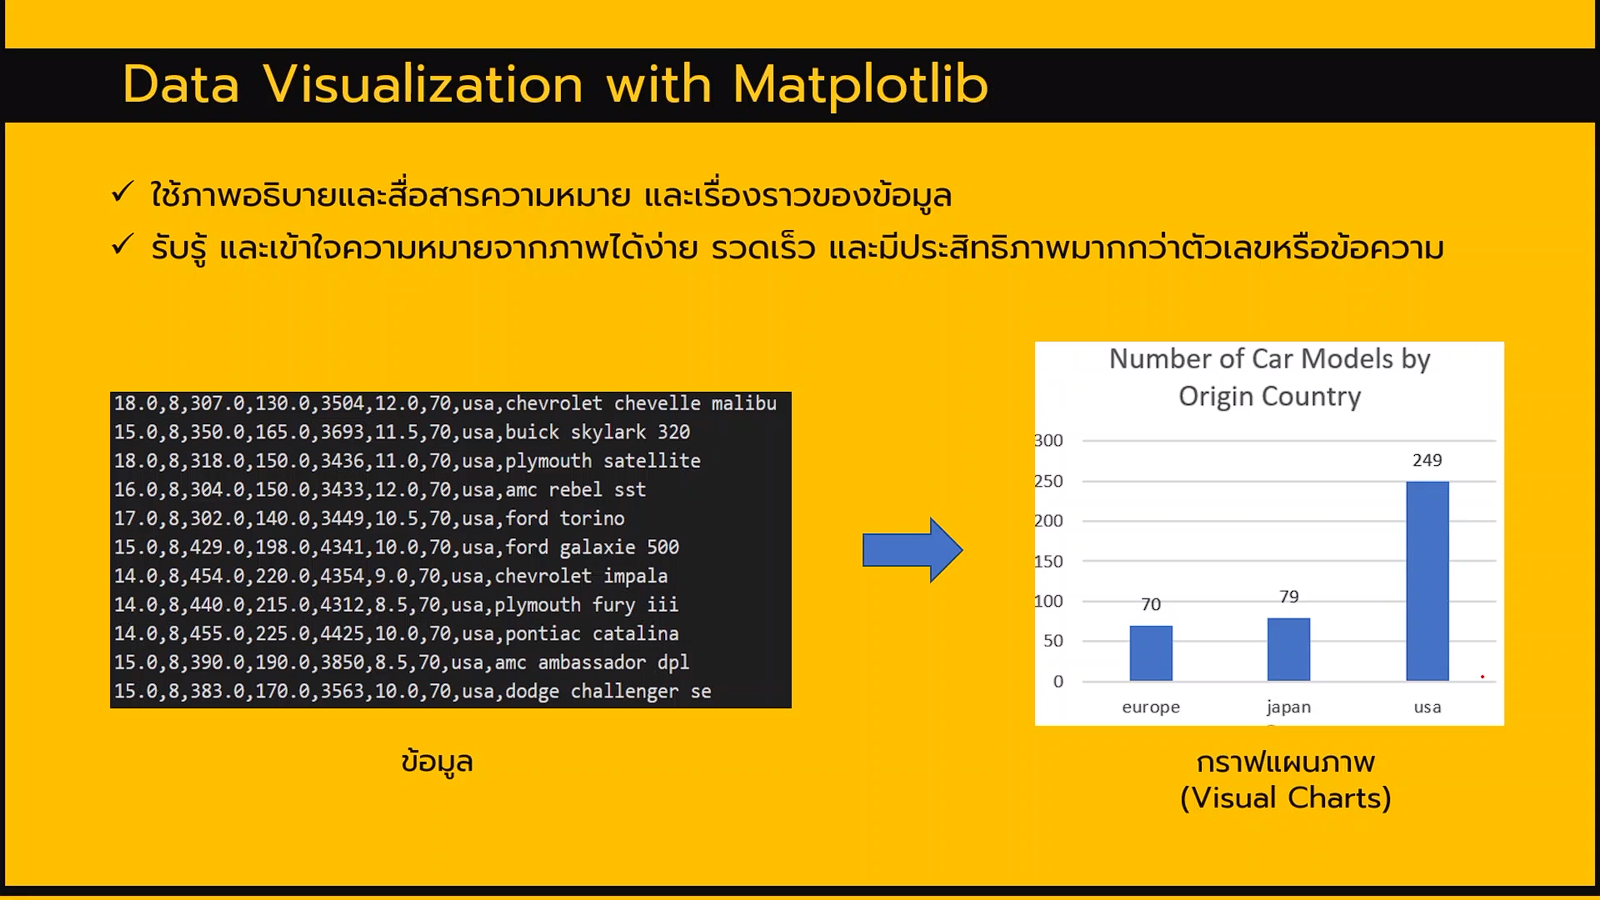 Data Visualization with Matplotlib
✓ ใช้ภาพอธิบายและสื่อสารความหมาย และเรื่องราวของข้อมูล
✓ รับรู้ และเข้าใจความหมายจากภาพได้ง่าย รวดเร็ว และมีประสิทธิภาพมากกว่าตัวเลขหรือข้อความ
18.0,8,307.0,130.0,3504,12.0,70,usa,chevrolet chevelle malibu
15.0,8,350.0,165.0,3693,11.5,70,usa,buick skylark 320
18.0,8,318.0,150.0,3436,11.0,70,usa,plymouth satellite
16.0,8,304.0,150.0,3433,12.0,70,usa,amc rebel sst
17.0,8,302.0,140.0,3449,10.5,70,usa,ford torino
15.0,8,429.0,198.0,4341,10.0,70,usa,ford galaxie 500
14.0,8,454.0,220.0,4354,9.0,70,usa,chevrolet impala
14.0,8,440.0,215.0,4312,8.5,70,usa,plymouth fury iii
14.0,8,455.0,225.0,4425,10.0,70,usa,pontiac catalina
15.0,8,390.0,190.0,3850,8.5,70,usa,amc ambassador dpl
15.0,8,383.0,170.0,3563,10.0,70,usa,dodge challenger se
ข้อมูล
Number of Car Models by
Origin Country
300
249
250
200
150
100
70
79
50
0
europe japan usa
กราฟแผนภาพ
(Visual Charts)